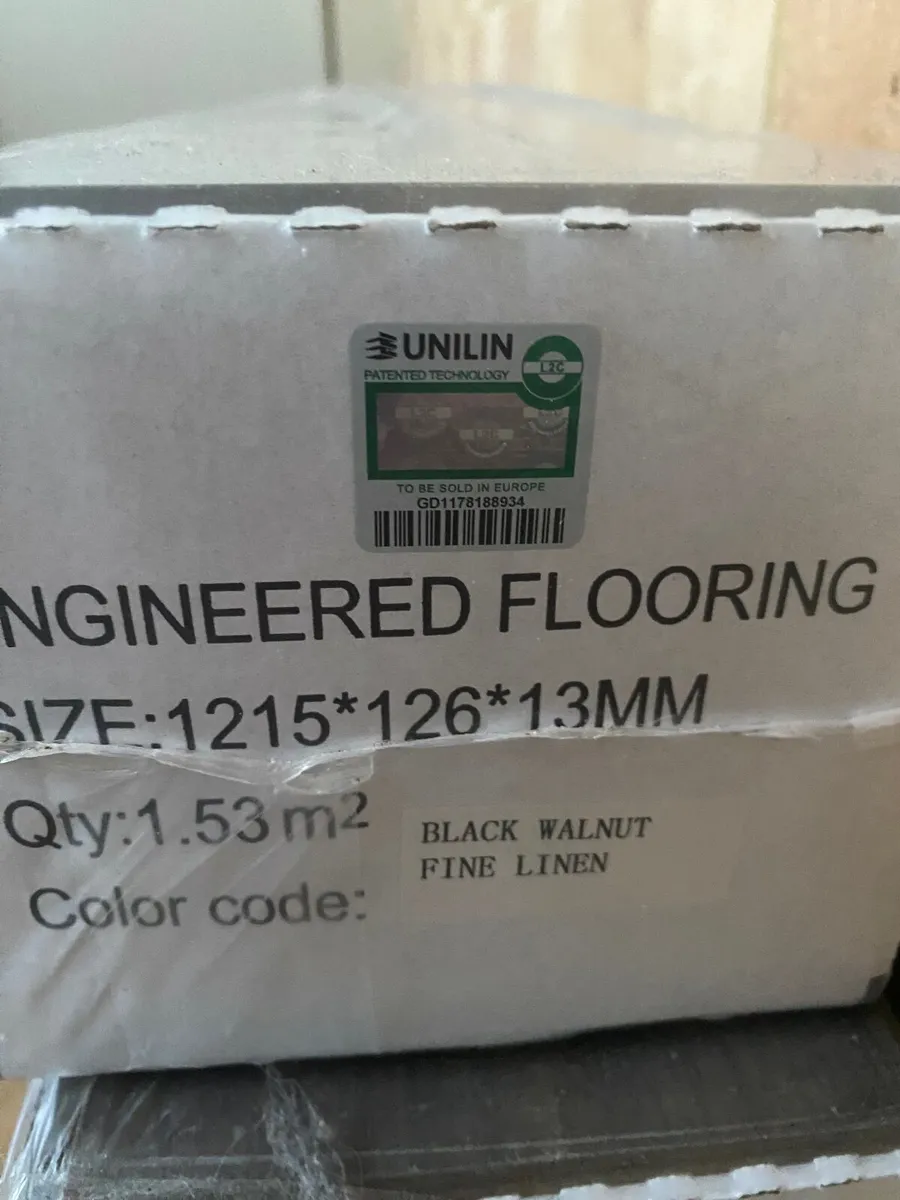 UNILIN
L2C
PATENTED TECHNOLOGY
TO BE SOLD IN EUROPE
GD1178188934
NGINEERED FLOORING
SIZE:1215*126*13MM
Qty:1.53m2
BLACK WALNUT
FINE LINEN
Color code: